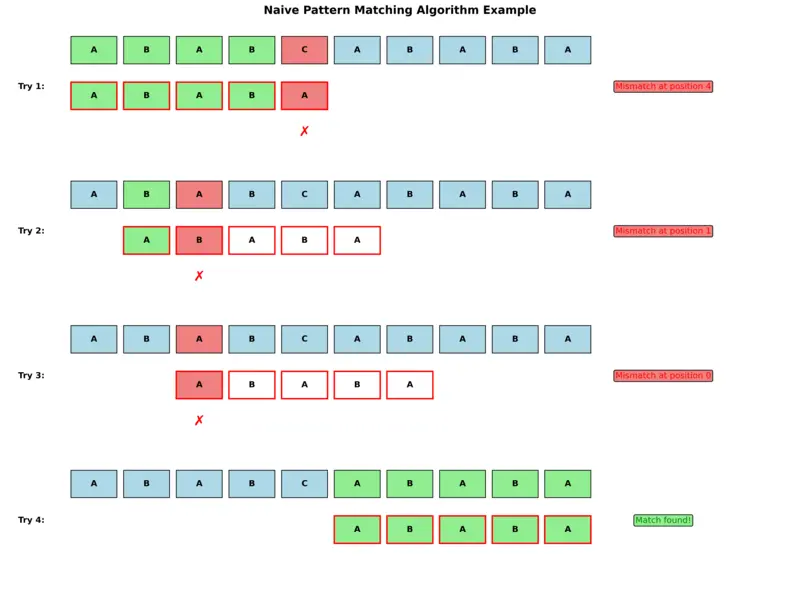 Naive Pattern Matching Algorithm Example
A B A B C A B A B A
Try 1:
Mismatch at position 4
A B A B A
✗
A B A B C A B A B A
Try 2:
Mismatch at position 1
A B A B A
✗
A B A B C A B A B A
Try 3:
Mismatch at position 0
A B A B A
✗
A B A B C A B A B A
Try 4:
Match found!
A B A B A